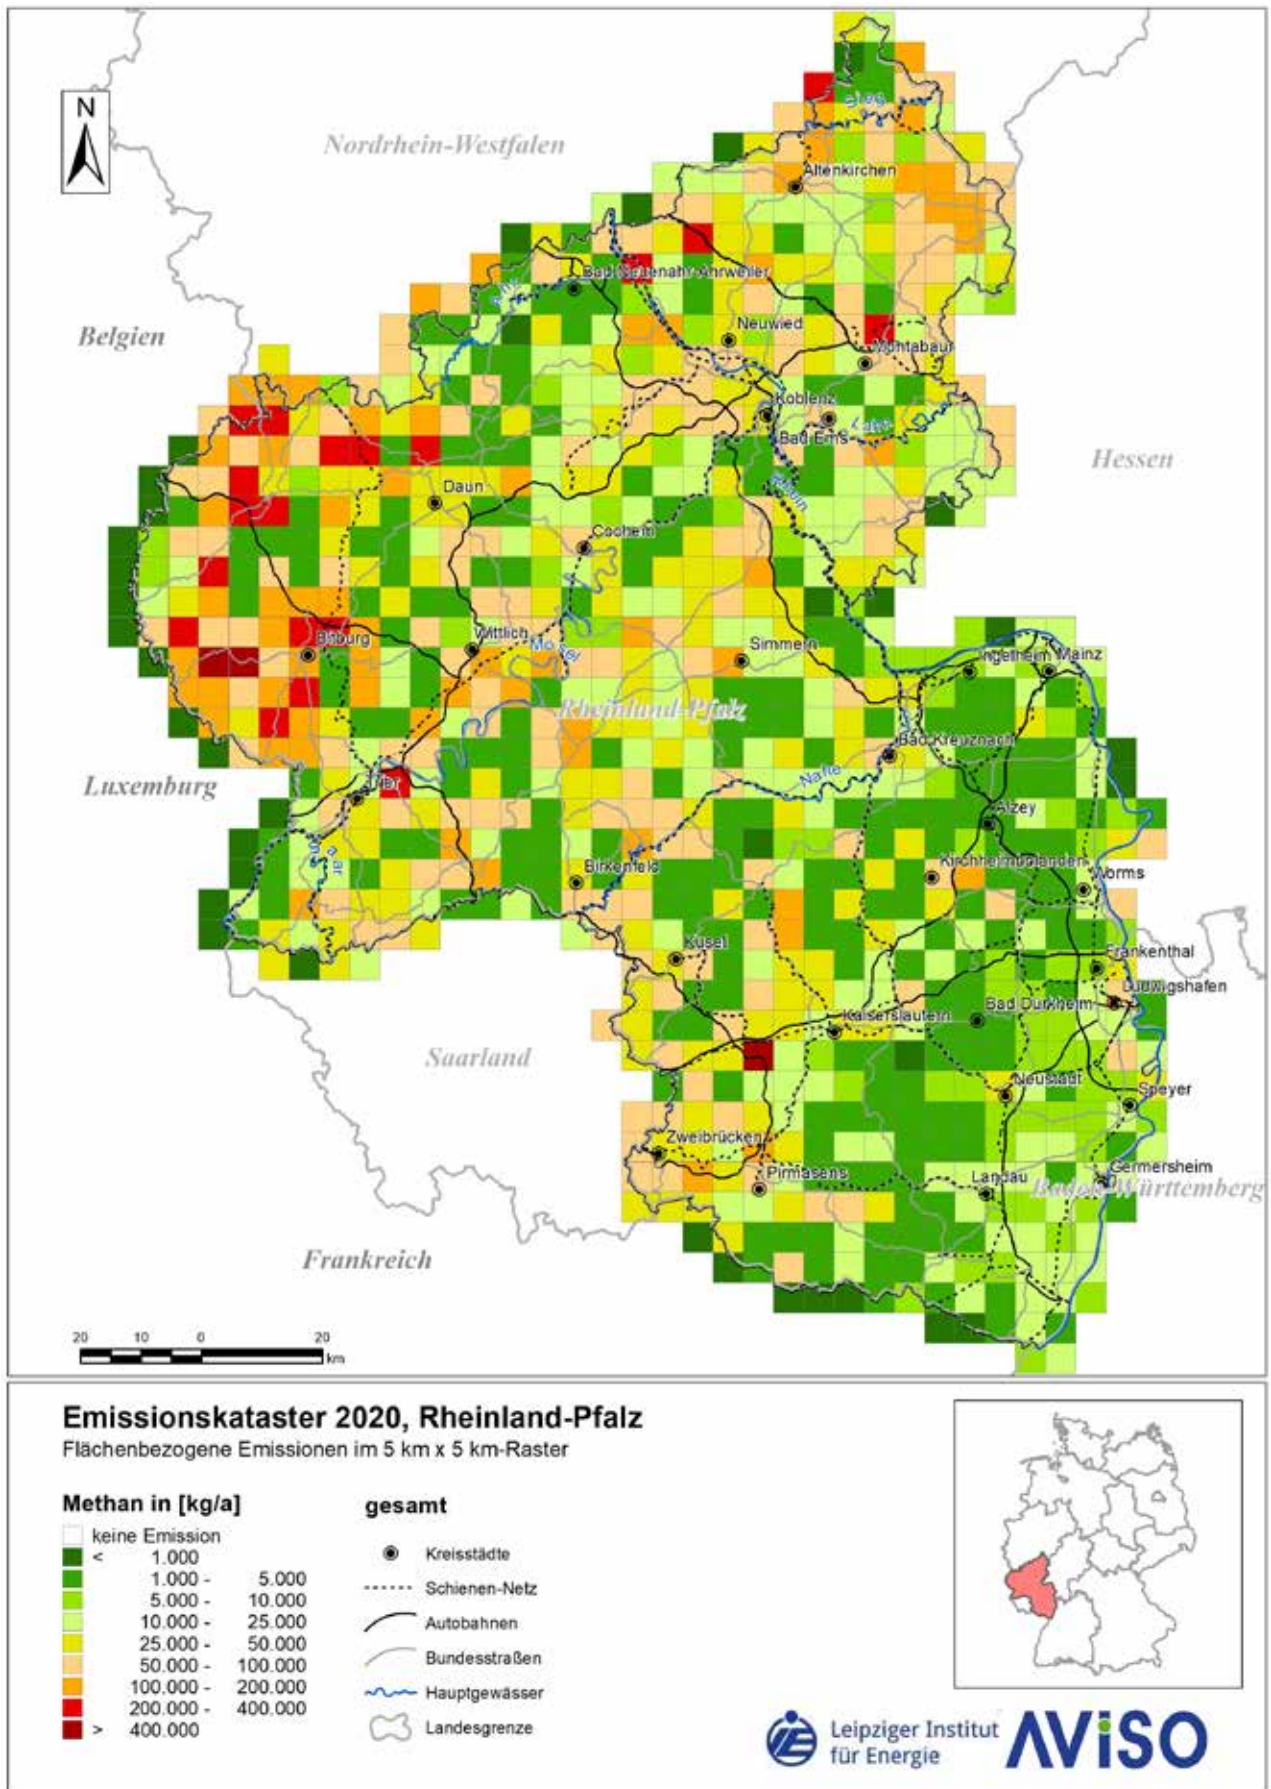 N
Nordrhein-Westfalen
Sieg
Altenkirchen
Bad Neuenahr-Ahrweiler
Ahr
Belgien
Neuwied
Montabaur
Koblenz
Lahn
Bad Ems
Hessen
Daun
Rhein
Cochem
Bitburg
Wittlich
Mosel
Simmern
Ingelheim
Mainz
Rheinland-Pfalz
Bad Kreuznach
Luxemburg
Trier
Nahe
Alzey
Saar
Birkenfeld
Kirchheimbolanden
Worms
Kusel
Frankenthal
Ludwigshafen
Kaiserslautern
Bad Dürkheim
Saarland
Neustadt
Speyer
Zweibrücken
Pirmasens
Landau
Germersheim
Baden-Württemberg
Frankreich
20 10 0 20
km
Emissionskataster 2020, Rheinland-Pfalz
Flächenbezogene Emissionen im 5 km x 5 km-Raster
Methan in [kg/a]
keine Emission
< 1.000
1.000 - 5.000
5.000 - 10.000
10.000 - 25.000
25.000 - 50.000
50.000 - 100.000
100.000 - 200.000
200.000 - 400.000
> 400.000
gesamt
Kreisstädte
Schienen-Netz
Autobahnen
Bundesstraßen
Hauptgewässer
Landesgrenze
Leipziger Institut
für Energie
AViSO